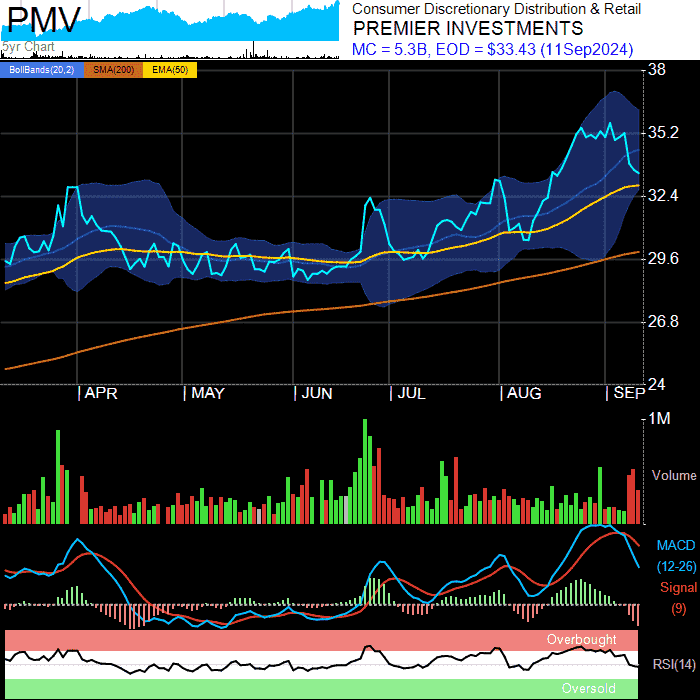 PMV
5yr Chart
Consumer Discretionary Distribution & Retail
PREMIER INVESTMENTS
MC = 5.3B, EOD = $33.43 (11Sep2024)
BollBands(20,2) SMA(200) EMA(50)
38
35.2
32.4
29.6
26.8
24
| APR | MAY | JUN | JUL | AUG | SEP
1M
Volume
MACD
(12-26)
Signal
(9)
Overbought
RSI(14)
Oversold